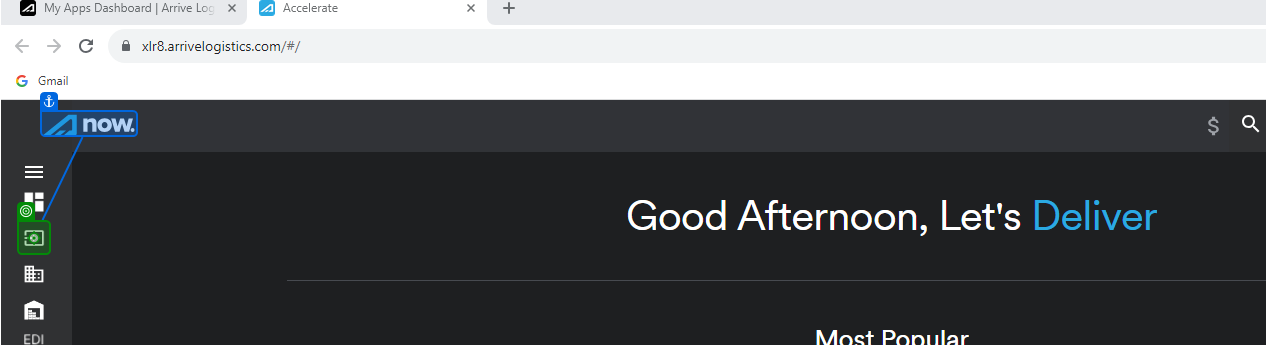 My Apps Dashboard | Arrive Log
Accelerate
xlr8.arrivelogistics.com/#/
Gmail
now.
$
Good Afternoon, Let's Deliver
EDI
Most Popular